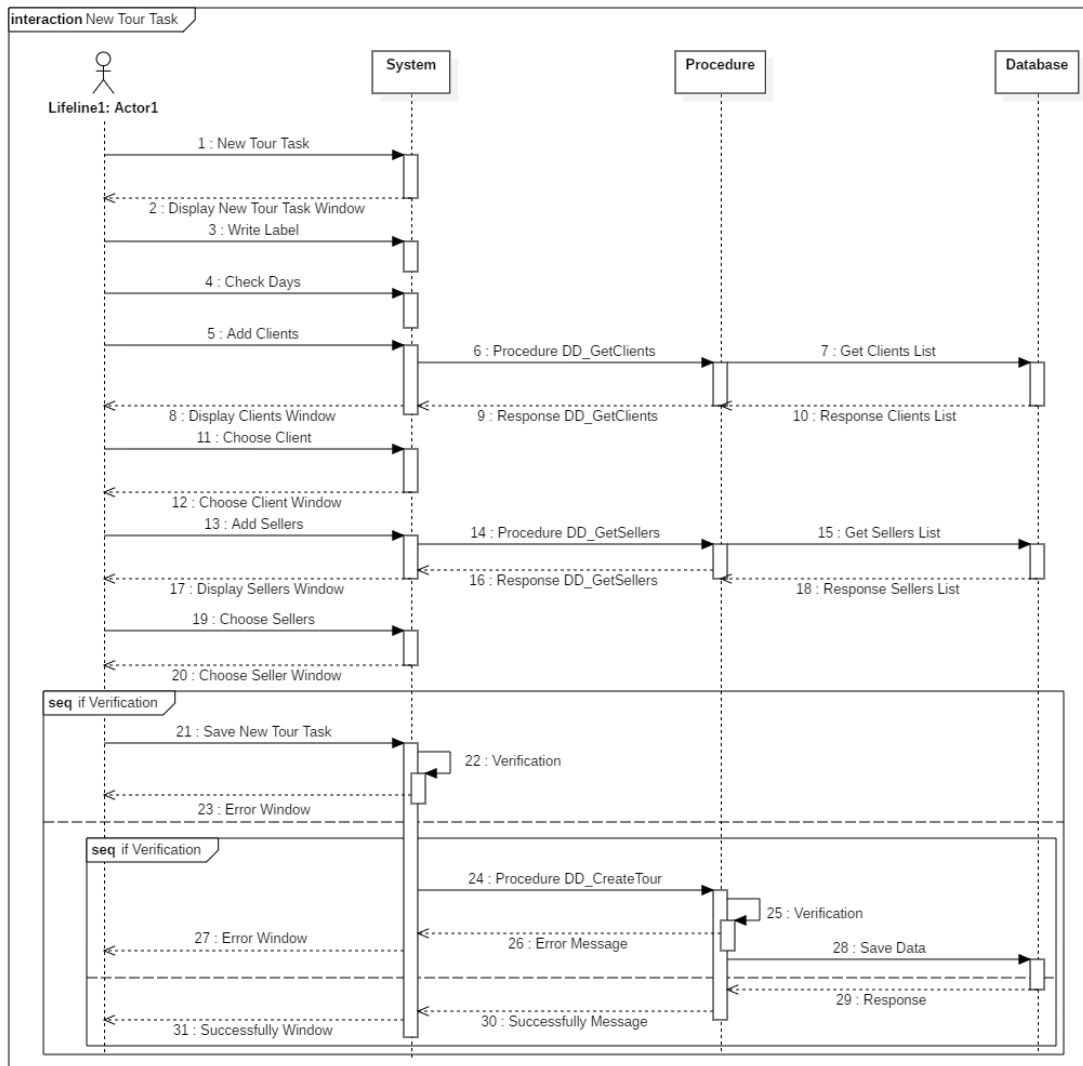 interaction New Tour Task
System
Procedure
Database
Lifeline1: Actor1
1 : New Tour Task
2 : Display New Tour Task Window
3 : Write Label
4 : Check Days
5 : Add Clients
6 : Procedure DD_GetClients
7 : Get Clients List
8 : Display Clients Window
9 : Response DD_GetClients
10 : Response Clients List
11 : Choose Client
12 : Choose Client Window
13 : Add Sellers
14 : Procedure DD_GetSellers
15 : Get Sellers List
16 : Response DD_GetSellers
17 : Display Sellers Window
18 : Response Sellers List
19 : Choose Sellers
20 : Choose Seller Window
seq if Verification
21 : Save New Tour Task
22 : Verification
23 : Error Window
seq if Verification
24 : Procedure DD_CreateTour
25 : Verification
26 : Error Message
27 : Error Window
28 : Save Data
29 : Response
30 : Successfully Message
31 : Successfully Window